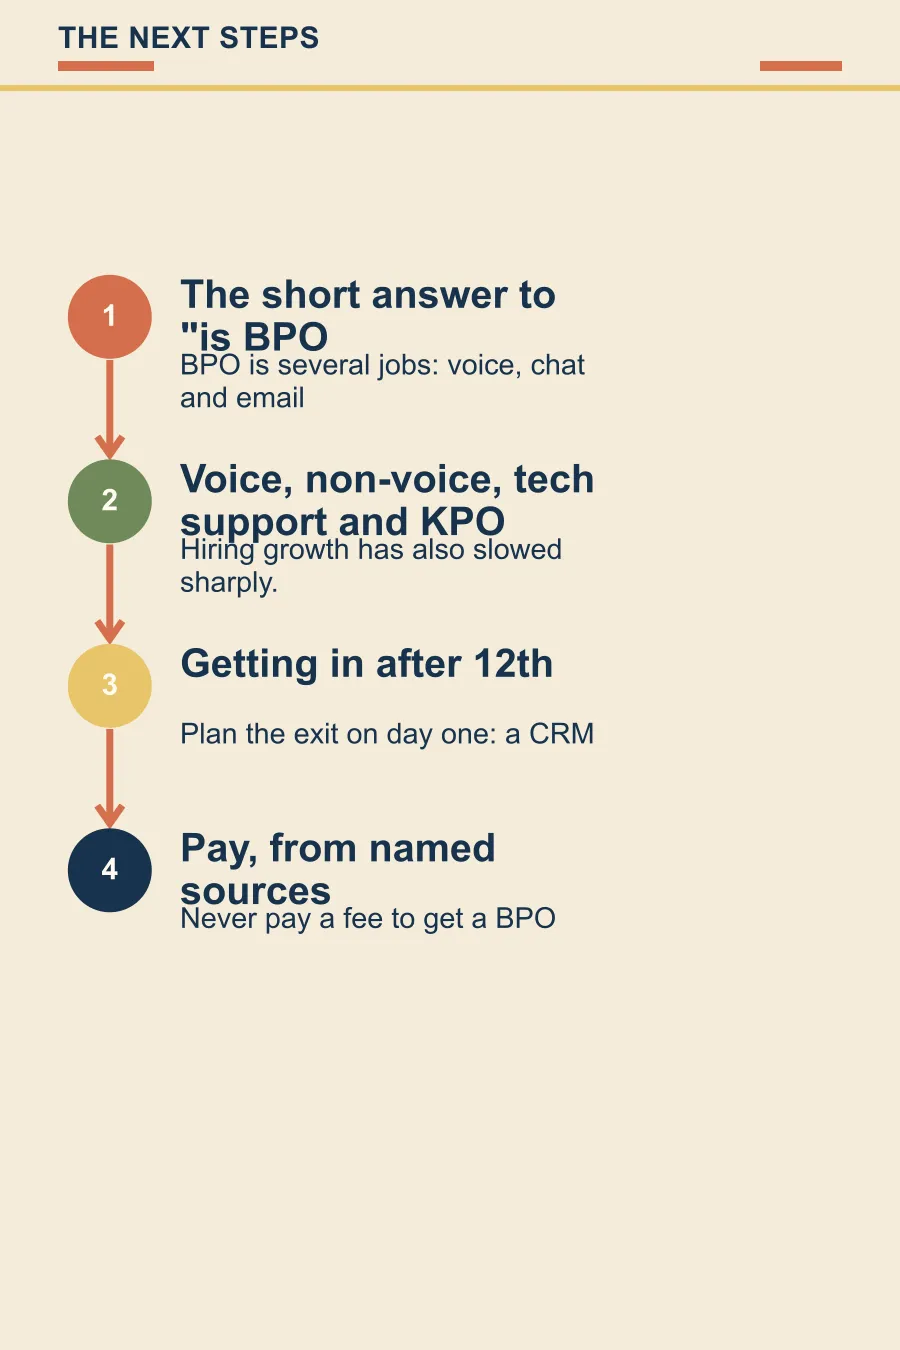 THE NEXT STEPS
1
The short answer to
"is BPO
BPO is several jobs: voice, chat
and email
2
Voice, non-voice, tech
support and KPO
Hiring growth has also slowed
sharply.
3
Getting in after 12th
Plan the exit on day one: a CRM
4
Pay, from named
sources
Never pay a fee to get a BPO